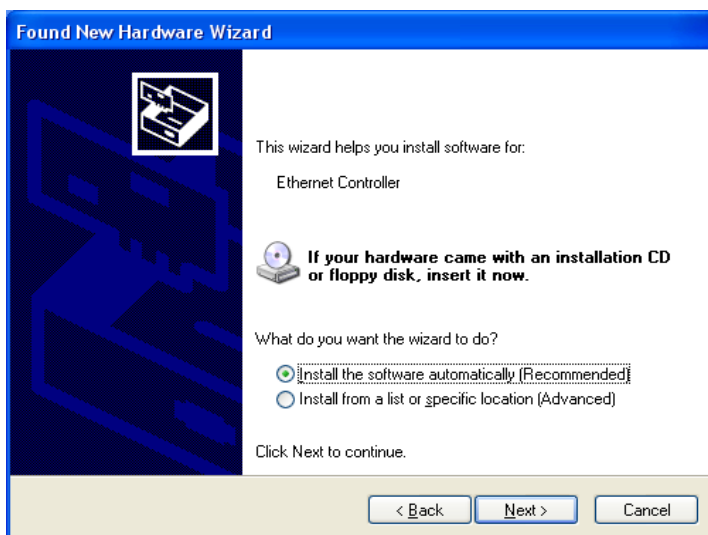 Found New Hardware Wizard
This wizard helps you install software for:
Ethernet Controller
If your hardware came with an installation CD
or floppy disk, insert it now.
What do you want the wizard to do?
Install the software automatically (Recommended)
Install from a list or specific location (Advanced)
Click Next to continue.
< Back Next > Cancel